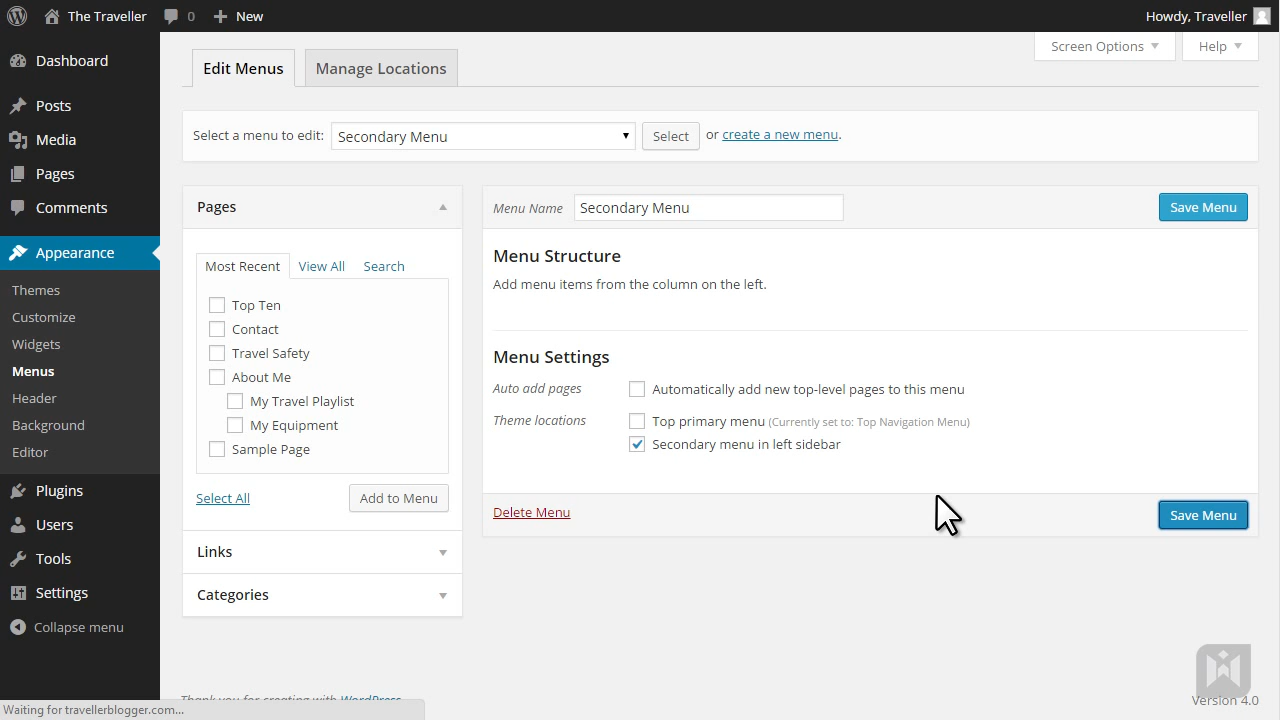 The Traveller
0
New
Howdy, Traveller
Screen Options
Help
Dashboard
Posts
Media
Pages
Comments
Appearance
Themes
Customize
Widgets
Menus
Header
Background
Editor
Plugins
Users
Tools
Settings
Collapse menu
Edit Menus
Manage Locations
Select a menu to edit: Secondary Menu Select or create a new menu.
Pages
Most Recent View All Search
Top Ten
Contact
Travel Safety
About Me
My Travel Playlist
My Equipment
Sample Page
Select All Add to Menu
Links
Categories
Menu Name Secondary Menu Save Menu
Menu Structure
Add menu items from the column on the left.
Menu Settings
Auto add pages Automatically add new top-level pages to this menu
Theme locations Top primary menu (Currently set to: Top Navigation Menu)
Secondary menu in left sidebar
Delete Menu Save Menu
Thank you for creating with WordPress
Version 4.0
Waiting for travellerblogger.com...